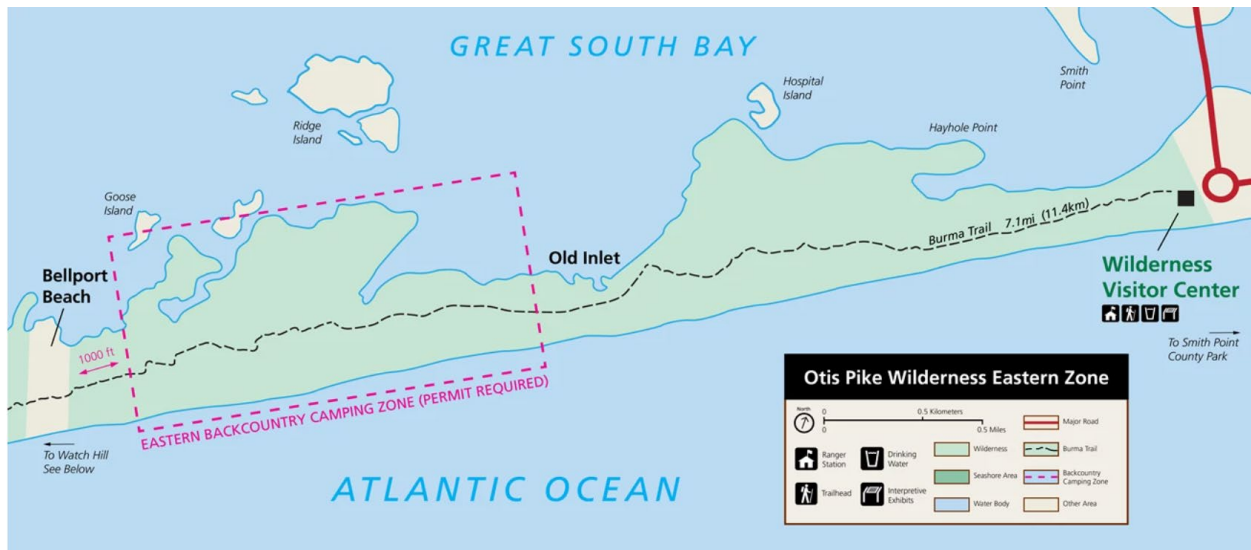 GREAT SOUTH BAY
Smith
Point
Hospital
Island
Ridge
Island
Hayhole Point
Goose
Island
Burma Trail 7.1mi (11.4km)
Old Inlet
Bellport
Beach
Wilderness
Visitor Center
1000 ft
To Smith Point
County Park
EASTERN BACKCOUNTRY CAMPING ZONE (PERMIT REQUIRED)
To Watch Hill
See Below
ATLANTIC OCEAN
Otis Pike Wilderness Eastern Zone
North
0 0.5 Kilometers
0 0.5 Miles
Ranger
Station
Drinking
Water
Trailhead
Interpretive
Exhibits
Wilderness
Seashore Area
Water Body
Major Road
Burma Trail
Backcountry
Camping Zone
Other Area